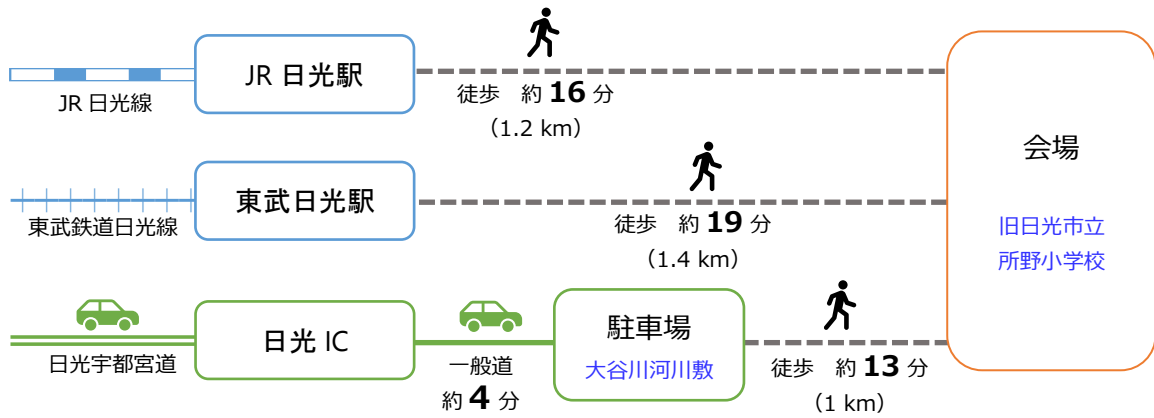 JR 日光駅
JR 日光線
徒歩 約 16 分
（1.2 km）
東武日光駅
東武鉄道日光線
徒歩 約 19 分
（1.4 km）
会場
旧日光市立
所野小学校
日光 IC
日光宇都宮道
一般道
約 4 分
駐車場
大谷川河川敷
徒歩 約 13 分
（1 km）